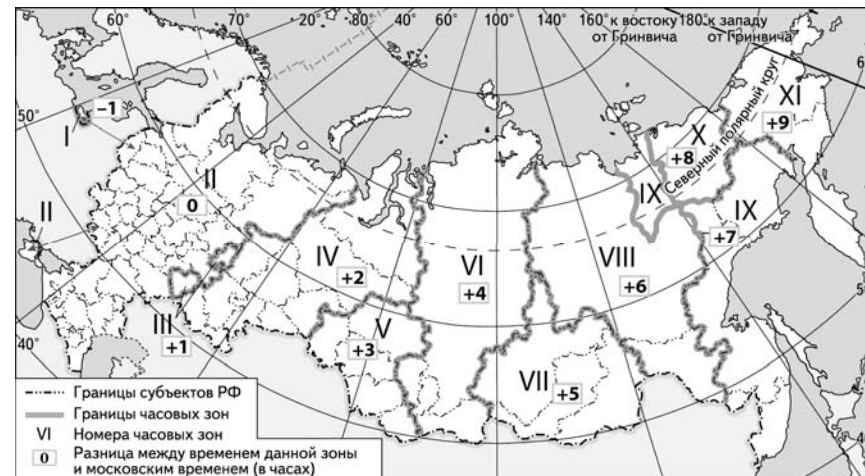 60° 70° 20° 40° 60° 80° 100° 120° 140° 160° к востоку 180° к западу
от Гринвича от Гринвича
50°
40°
Северный полярный круг
I
–1
II
II
0
III
+1
IV
+2
V
+3
VI
+4
VII
+5
VIII
+6
IX
IX
+7
X
+8
XI
+9
Границы субъектов РФ
Границы часовых зон
VI Номера часовых зон
0 Разница между временем данной зоны
и московским временем (в часах)